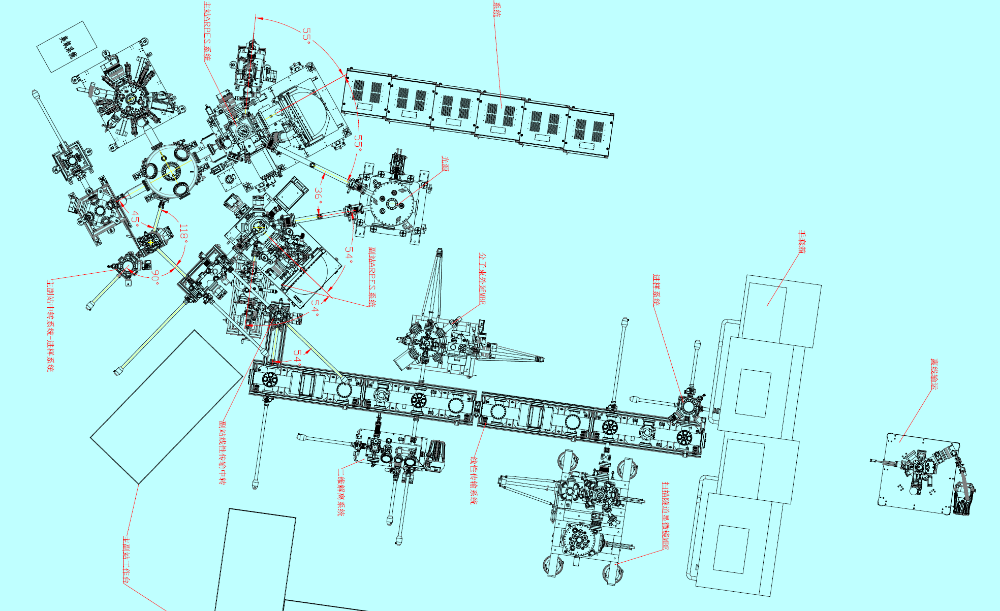 主站ARPES系统
系统
臭氧系统
55°
55°
光源
36°
45°
118°
54°
90°
副站ARPES系统
分子束外延MBE
手套箱
进样系统
主副站中转系统+进样系统
54°
54°
离线输运
副站线性传输中转
二维解离系统
线性传输系统
扫描隧道显微镜MBE
主副站工作台